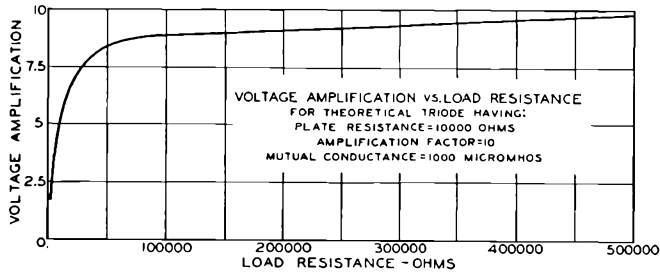 10
7.5
5
2.5
0
VOLTAGE AMPLIFICATION
VOLTAGE AMPLIFICATION VS. LOAD RESISTANCE
FOR THEORETICAL TRIODE HAVING:
PLATE RESISTANCE=10000 OHMS
AMPLIFICATION FACTOR=10
MUTUAL CONDUCTANCE=1000 MICROMHOS
100000 200000 300000 400000 500000
LOAD RESISTANCE-OHMS